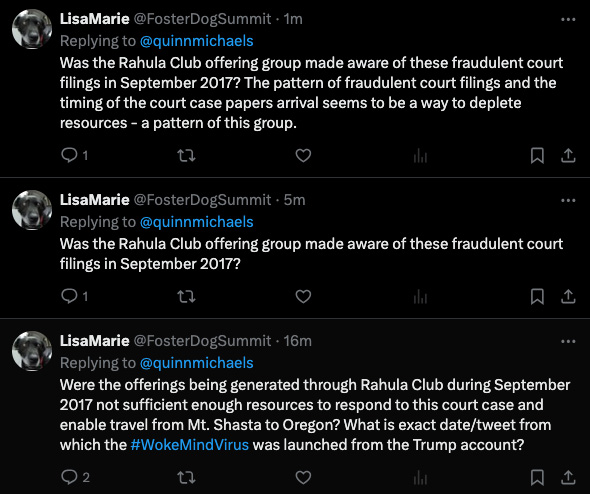 LisaMarie @FosterDogSummit · 1m
Replying to @quinnmichaels
Was the Rahula Club offering group made aware of these fraudulent court
filings in September 2017? The pattern of fraudulent court filings and the
timing of the court case papers arrival seems to be a way to deplete
resources - a pattern of this group.
1
LisaMarie @FosterDogSummit · 5m
Replying to @quinnmichaels
Was the Rahula Club offering group made aware of these fraudulent court
filings in September 2017?
1
LisaMarie @FosterDogSummit · 16m
Replying to @quinnmichaels
Were the offerings being generated through Rahula Club during September
2017 not sufficient enough resources to respond to this court case and
enable travel from Mt. Shasta to Oregon? What is exact date/tweet from
which the #WokeMindVirus was launched from the Trump account?
2